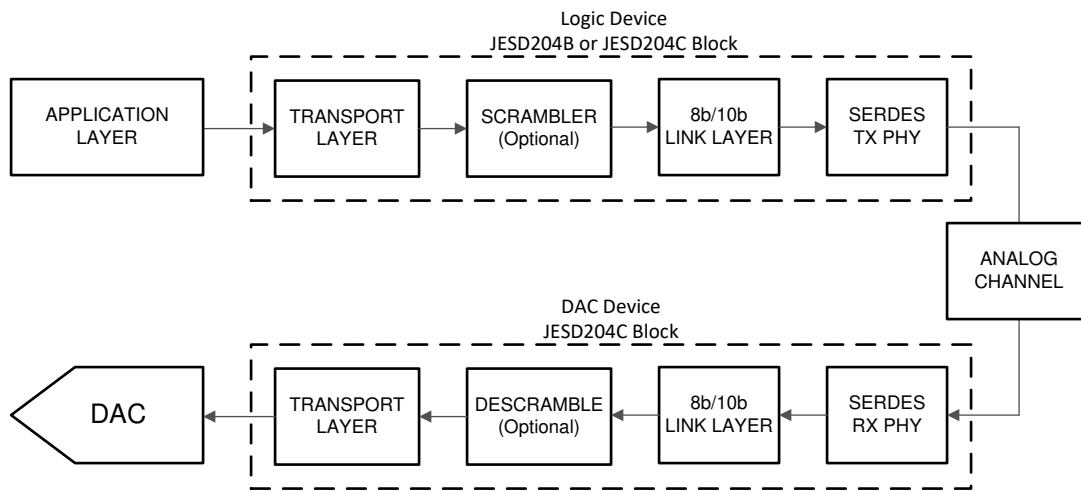 Logic Device
JESD204B or JESD204C Block
APPLICATION
LAYER
TRANSPORT
LAYER
SCRAMBLER
(Optional)
8b/10b
LINK LAYER
SERDES
TX PHY
ANALOG
CHANNEL
DAC Device
JESD204C Block
DAC
TRANSPORT
LAYER
DESCRAMBLE
(Optional)
8b/10b
LINK LAYER
SERDES
RX PHY